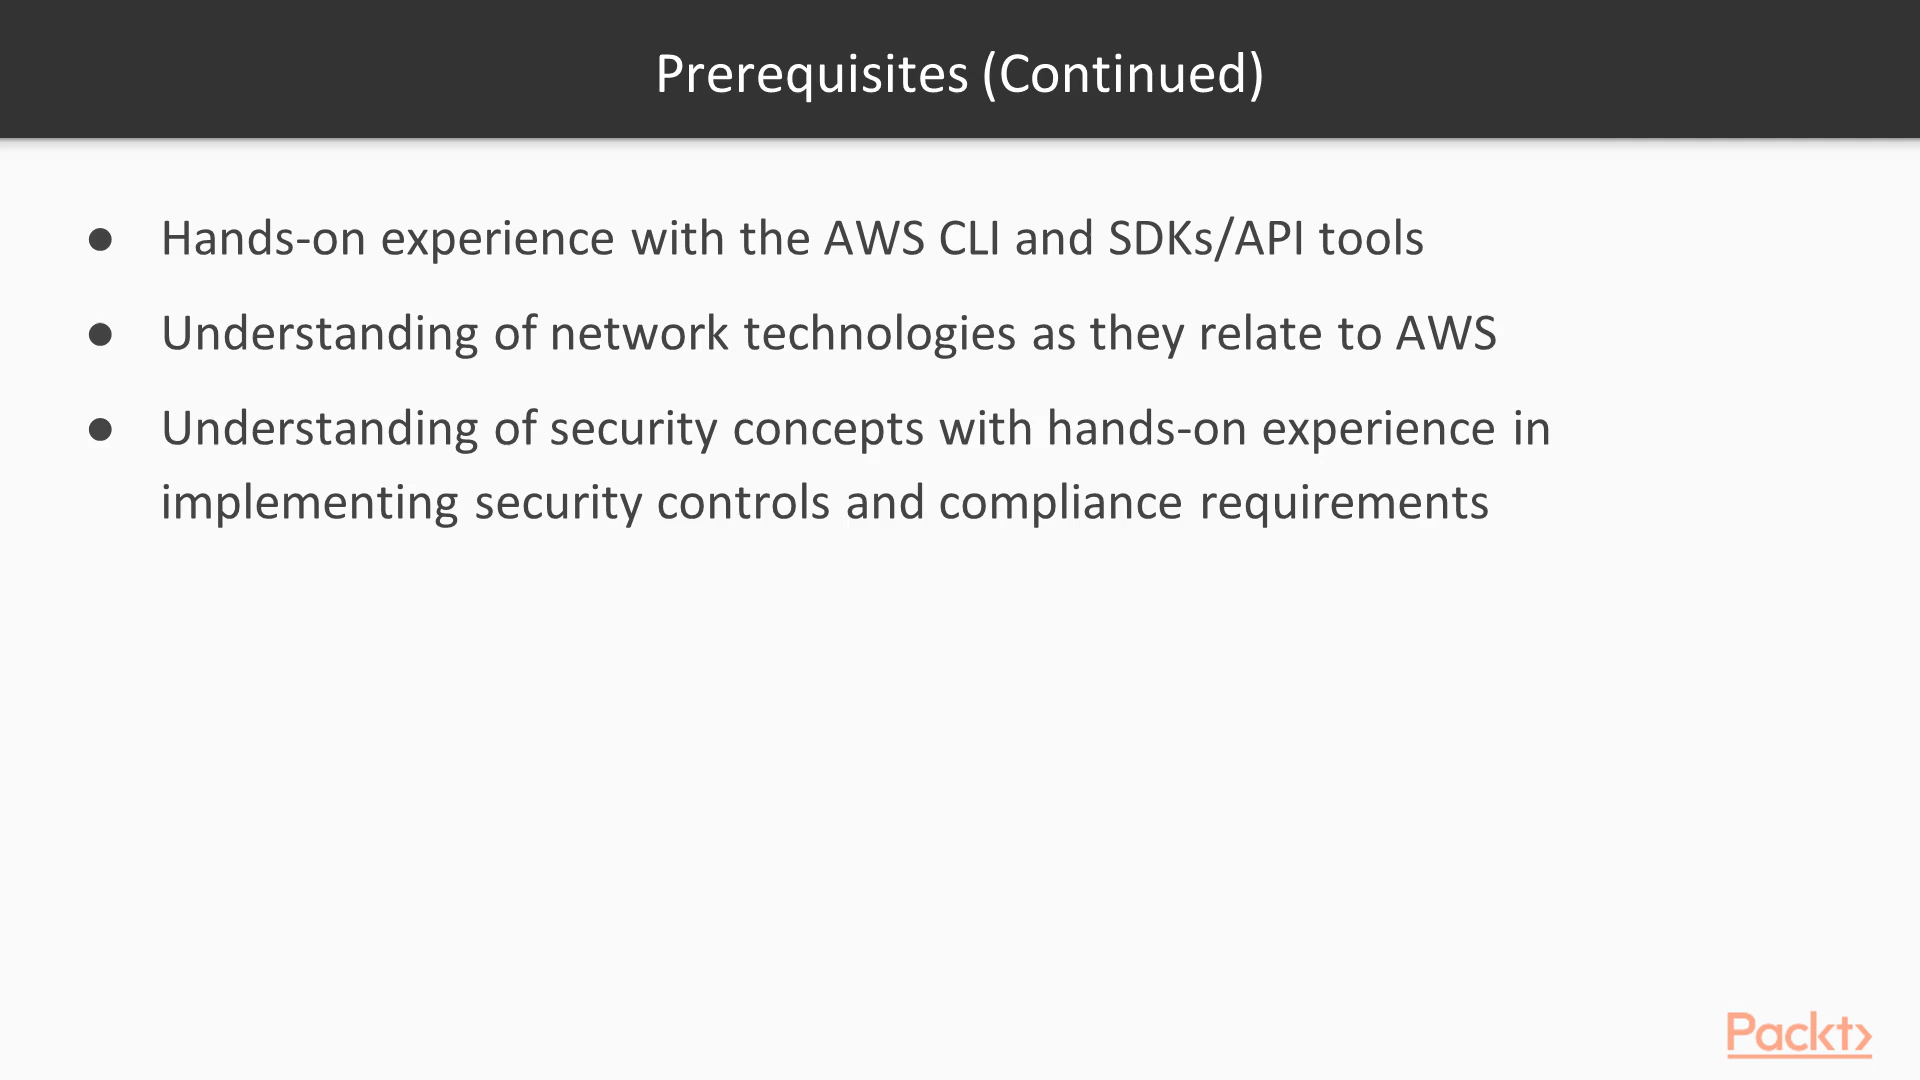 Prerequisites (Continued)
● Hands-on experience with the AWS CLI and SDKs/API tools
● Understanding of network technologies as they relate to AWS
● Understanding of security concepts with hands-on experience in
implementing security controls and compliance requirements
Packt>